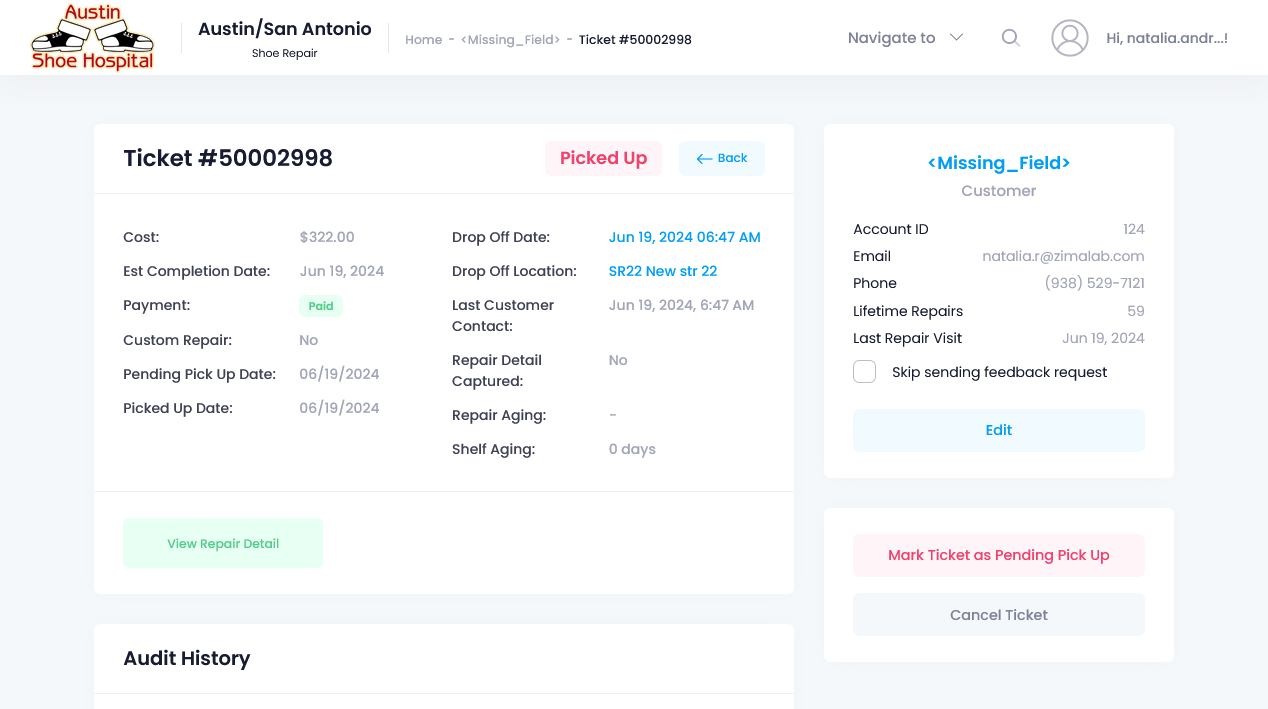 Austin
Shoe Hospital
Austin/San Antonio
Shoe Repair
Home - <Missing_Field> - Ticket #50002998
Navigate to
Hi, natalia.andr...!
Ticket #50002998
Picked Up
← Back
Cost: $322.00
Est Completion Date: Jun 19, 2024
Payment: Paid
Custom Repair: No
Pending Pick Up Date: 06/19/2024
Picked Up Date: 06/19/2024
Drop Off Date: Jun 19, 2024 06:47 AM
Drop Off Location: SR22 New str 22
Last Customer Jun 19, 2024, 6:47 AM
Contact:
Repair Detail No
Captured:
Repair Aging: -
Shelf Aging: 0 days
View Repair Detail
Audit History
<Missing_Field>
Customer
Account ID 124
Email natalia.r@zimalab.com
Phone (938) 529-7121
Lifetime Repairs 59
Last Repair Visit Jun 19, 2024
Skip sending feedback request
Edit
Mark Ticket as Pending Pick Up
Cancel Ticket